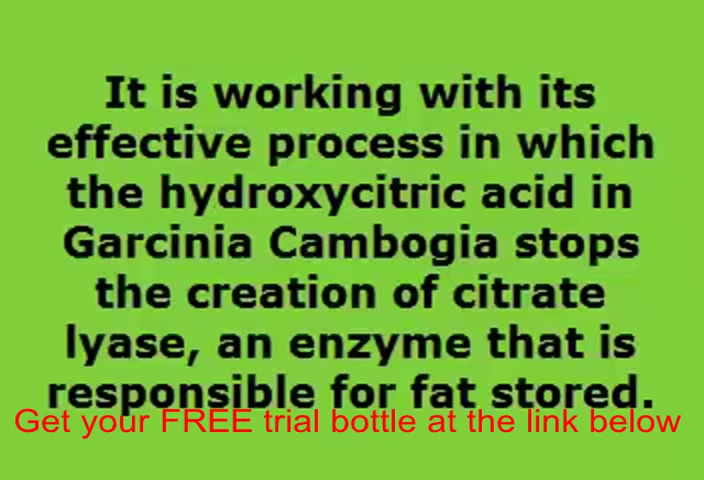 It is working with its
effective process in which
the hydroxycitric acid in
Garcinia Cambogia stops
the creation of citrate
lyase, an enzyme that is
responsible for fat stored.
Get your FREE trial bottle at the link below